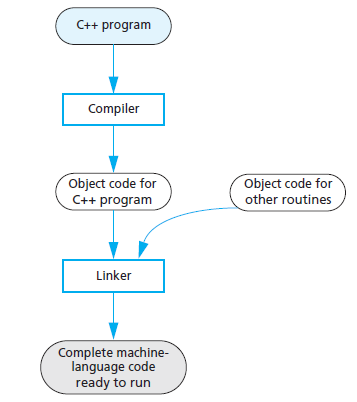 C++ program
Compiler
Object code for
C++ program
Object code for
other routines
Linker
Complete machine-
language code
ready to run